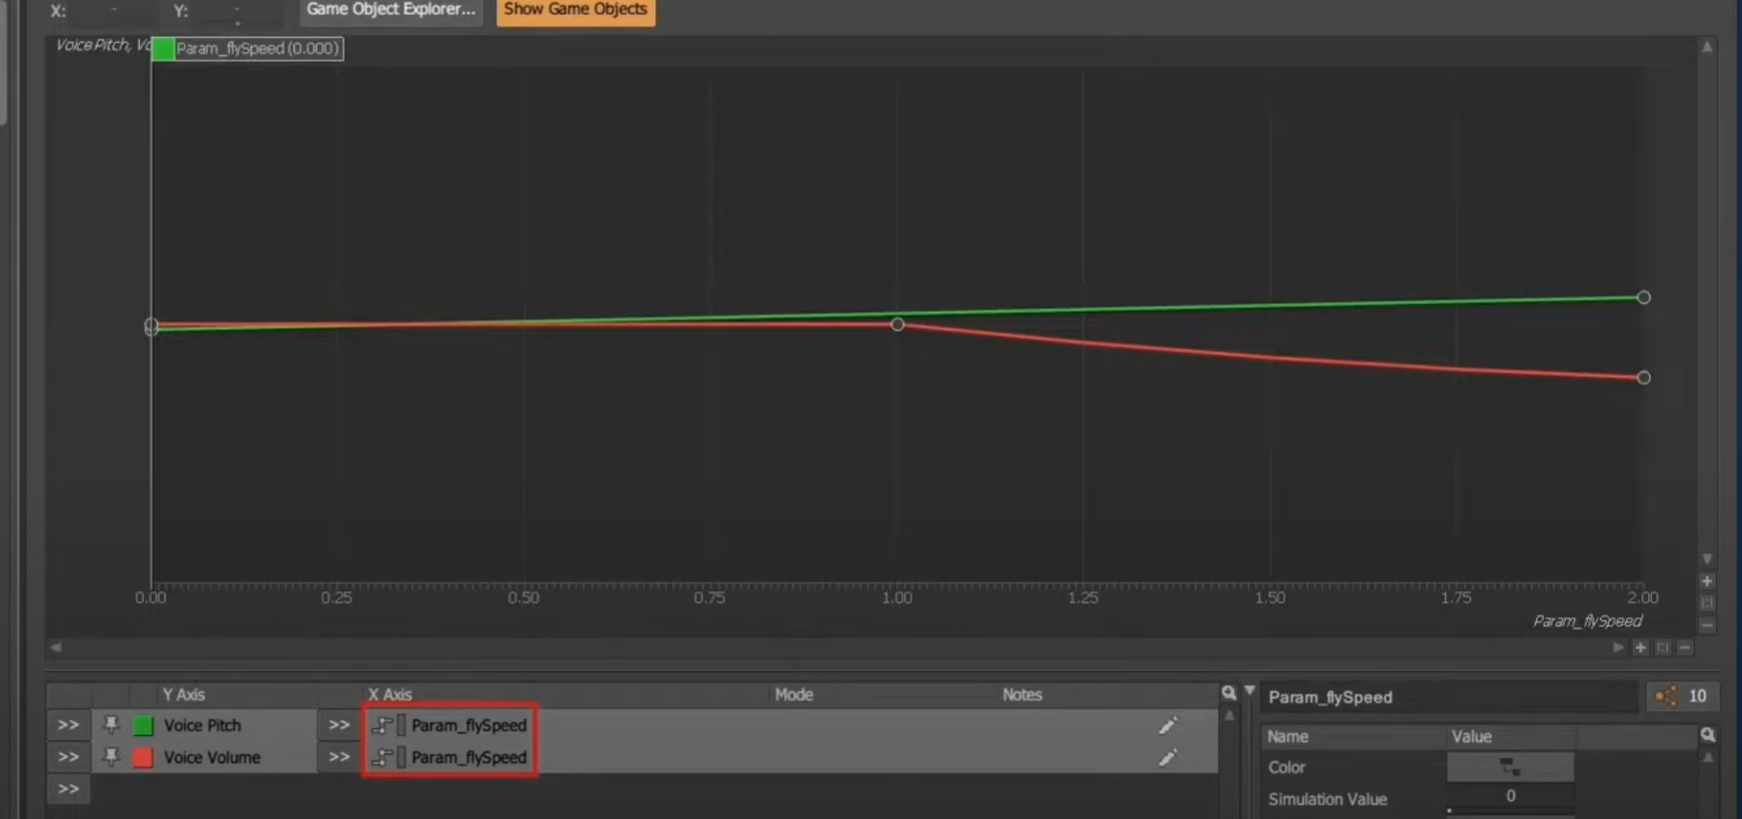 X: - Y: - Game Object Explorer... Show Game Objects
Voice Pitch, Vo Param_flySpeed (0.000)
0.00 0.25 0.50 0.75 1.00 1.25 1.50 1.75 2.00
Param_flySpeed
Y Axis X Axis Mode Notes
>> Voice Pitch >> Param_flySpeed
>> Voice Volume >> Param_flySpeed
>>
Param_flySpeed 10
Name Value
Color
Simulation Value 0